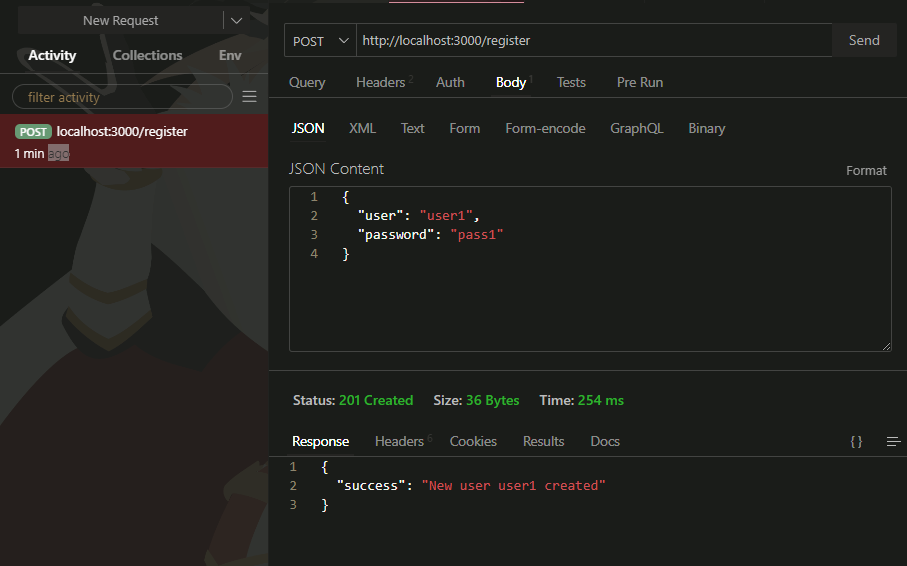 New Request
Activity Collections Env
filter activity
POST localhost:3000/register
1 min ago
POST http://localhost:3000/register Send
Query Headers 2 Auth Body 1 Tests Pre Run
JSON XML Text Form Form-encode GraphQL Binary
JSON Content Format
1 {
2 "user": "user1",
3 "password": "pass1"
4 }
Status: 201 Created Size: 36 Bytes Time: 254 ms
Response Headers 6 Cookies Results Docs {}
1 {
2 "success": "New user user1 created"
3 }